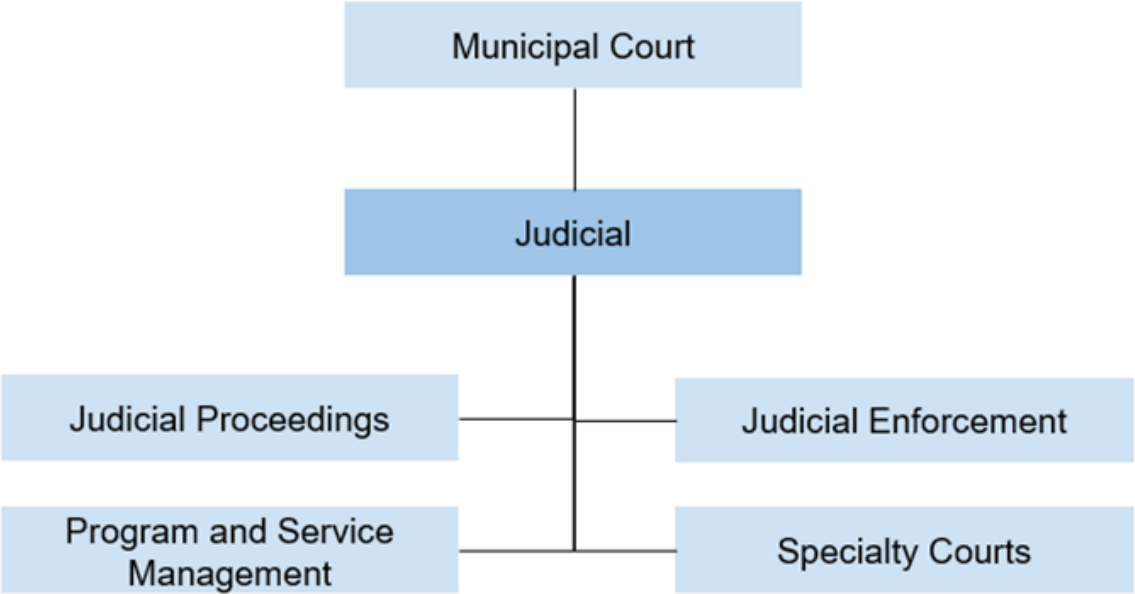 Municipal Court
Judicial
Judicial Proceedings
Judicial Enforcement
Program and Service
Management
Specialty Courts